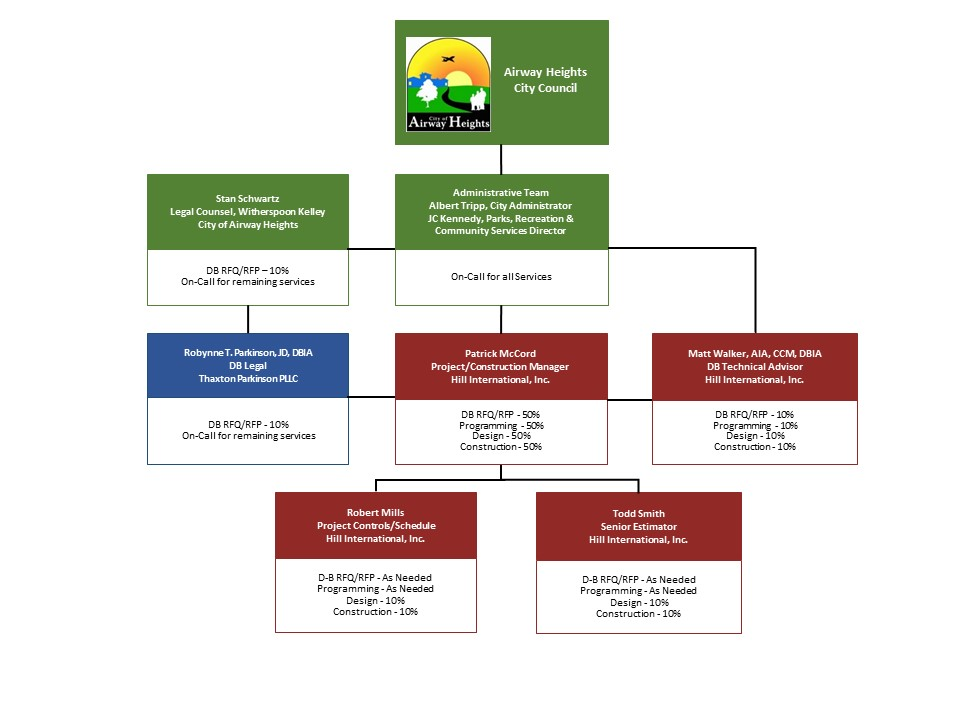 Airway Heights
City Council
City of
Airway Heights
Stan Schwartz
Legal Counsel, Witherspoon Kelley
City of Airway Heights
DB RFQ/RFP – 10%
On-Call for remaining services
Administrative Team
Albert Tripp, City Administrator
JC Kennedy, Parks, Recreation &
Community Services Director
On-Call for all Services
Robynne T. Parkinson, JD, DBIA
DB Legal
Thaxton Parkinson PLLC
DB RFQ/RFP - 10%
On-Call for remaining services
Patrick McCord
Project/Construction Manager
Hill International, Inc.
DB RFQ/RFP - 50%
Programming - 50%
Design - 50%
Construction - 50%
Matt Walker, AIA, CCM, DBIA
DB Technical Advisor
Hill International, Inc.
DB RFQ/RFP - 10%
Programming - 10%
Design - 10%
Construction - 10%
Robert Mills
Project Controls/Schedule
Hill International, Inc.
D-B RFQ/RFP - As Needed
Programming - As Needed
Design - 10%
Construction - 10%
Todd Smith
Senior Estimator
Hill International, Inc.
D-B RFQ/RFP - As Needed
Programming - As Needed
Design - 10%
Construction - 10%